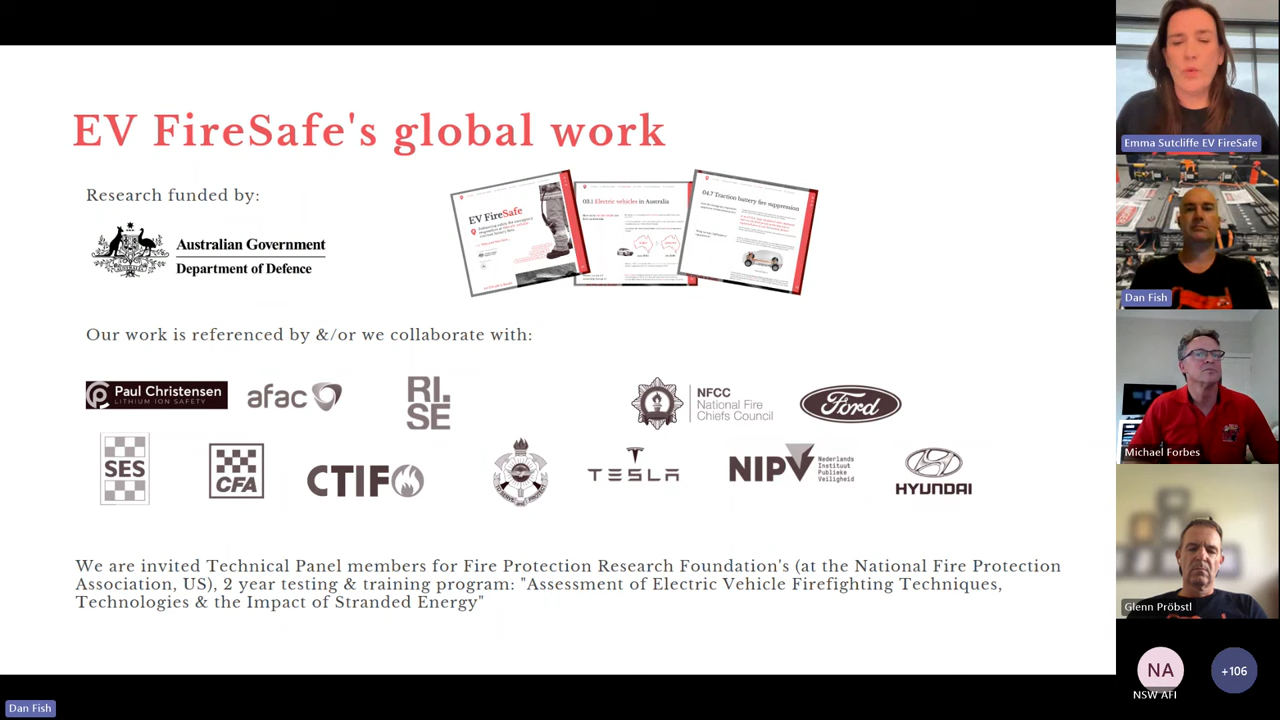 EV FireSafe's global work
Research funded by:
Australian Government
Department of Defence
EV FireSafe
03.1 Electric vehicles in Australia
04.7 Traction battery fire suppression
Our work is referenced by &/or we collaborate with:
Paul Christensen
LITHIUM ION SAFETY
afac
RI.
SE
NFCC
National Fire
Chiefs Council
Ford
SES
CFA
CTIF
TO SERVE & PROTECT
TESLA
NIPV
Nederlands
Instituut
Publieke
Veiligheid
HYUNDAI
We are invited Technical Panel members for Fire Protection Research Foundation's (at the National Fire Protection
Association, US), 2 year testing & training program: "Assessment of Electric Vehicle Firefighting Techniques,
Technologies & the Impact of Stranded Energy"
Emma Sutcliffe EV FireSafe
Dan Fish
Michael Forbes
Glenn Pröbstl
NA
NSW AFI
+106
Dan Fish